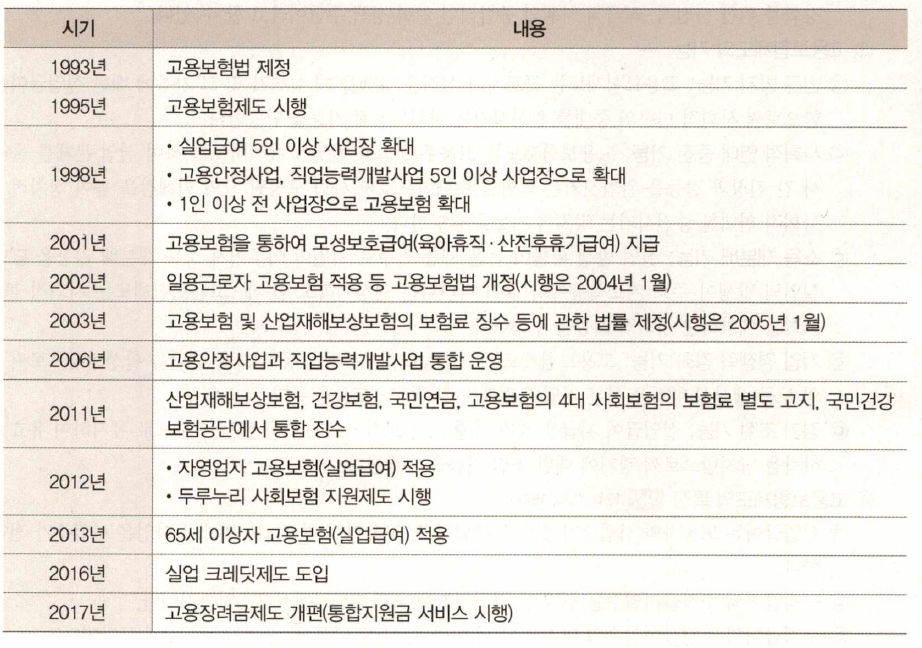 시기 내용
1993년 고용보험법 제정
1995년 고용보험제도 시행
1998년
• 실업급여 5인 이상 사업장 확대
• 고용안정사업, 직업능력개발사업 5인 이상 사업장으로 확대
• 1인 이상 전 사업장으로 고용보험 확대
2001년 고용보험을 통하여 모성보호급여(육아휴직·산전후휴가급여) 지급
2002년 일용근로자 고용보험 적용 등 고용보험법 개정(시행은 2004년 1월)
2003년 고용보험 및 산업재해보상보험의 보험료 징수 등에 관한 법률 제정(시행은 2005년 1월)
2006년 고용안정사업과 직업능력개발사업 통합 운영
2011년
산업재해보상보험, 건강보험, 국민연금, 고용보험의 4대 사회보험의 보험료 별도 고지, 국민건강
보험공단에서 통합 징수
2012년
• 자영업자 고용보험(실업급여) 적용
• 두루누리 사회보험 지원제도 시행
2013년 65세 이상자 고용보험(실업급여) 적용
2016년 실업 크레딧제도 도입
2017년 고용장려금제도 개편(통합지원금 서비스 시행)